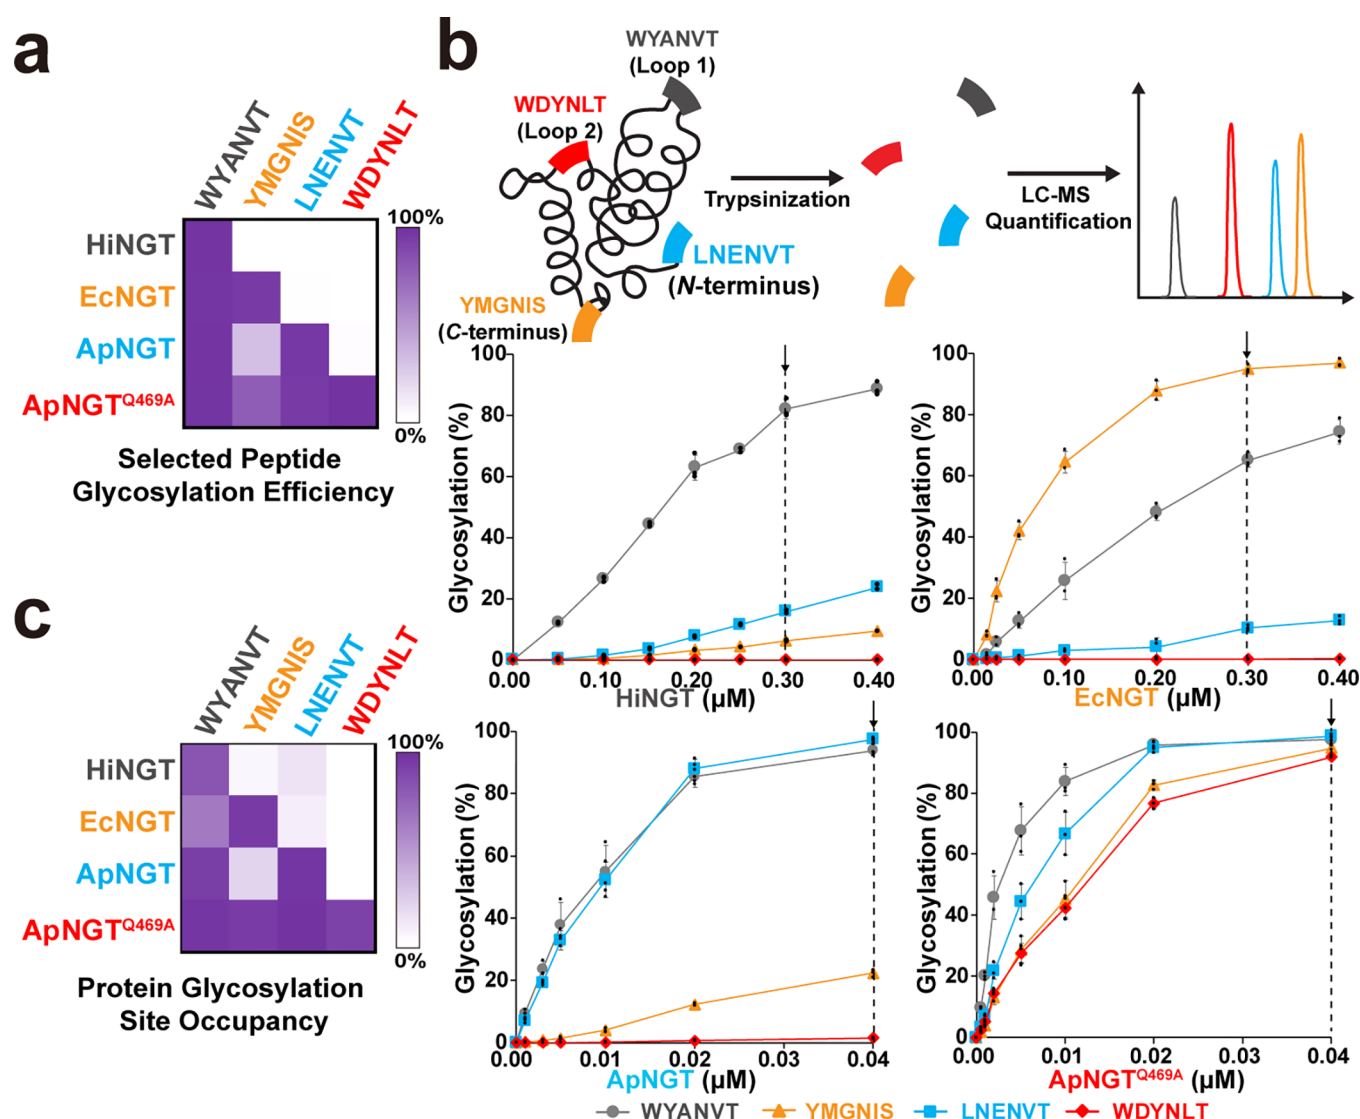 a
WYANVT
YMGNIS
LNENVT
WDYNLT
HiNGT
EcNGT
ApNGT
ApNGTQ469A
100%
0%
Selected Peptide
Glycosylation Efficiency
b
WYANVT
(Loop 1)
WDYNLT
(Loop 2)
LNENVT
(N-terminus)
YMGNIS
(C-terminus)
Trypsinization
LC-MS
Quantification
Glycosylation (%)
100
80
60
40
20
0
0.00 0.10 0.20 0.30 0.40
HiNGT (µM)
Glycosylation (%)
100
80
60
40
20
0
0.00 0.10 0.20 0.30 0.40
EcNGT (µM)
c
WYANVT
YMGNIS
LNENVT
WDYNLT
HiNGT
EcNGT
ApNGT
ApNGTQ469A
100%
0%
Protein Glycosylation
Site Occupancy
Glycosylation (%)
100
80
60
40
20
0
0.00 0.01 0.02 0.03 0.04
ApNGT (µM)
Glycosylation (%)
100
80
60
40
20
0
0.00 0.01 0.02 0.03 0.04
ApNGTQ469A (µM)
WYANVT YMGNIS LNENVT WDYNLT